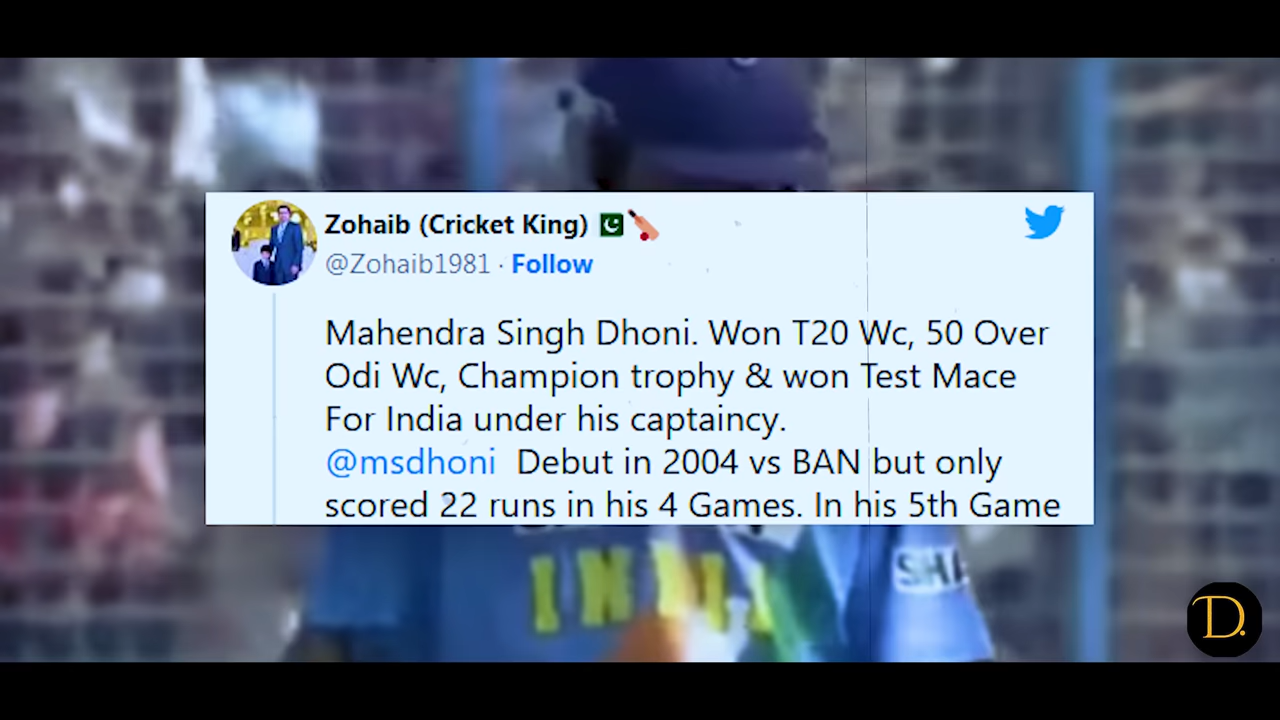 Zohaib (Cricket King)
@Zohaib1981 · Follow
Mahendra Singh Dhoni. Won T20 Wc, 50 Over
Odi Wc, Champion trophy & won Test Mace
For India under his captaincy.
@msdhoni Debut in 2004 vs BAN but only
scored 22 runs in his 4 Games. In his 5th Game
INDIA
D.